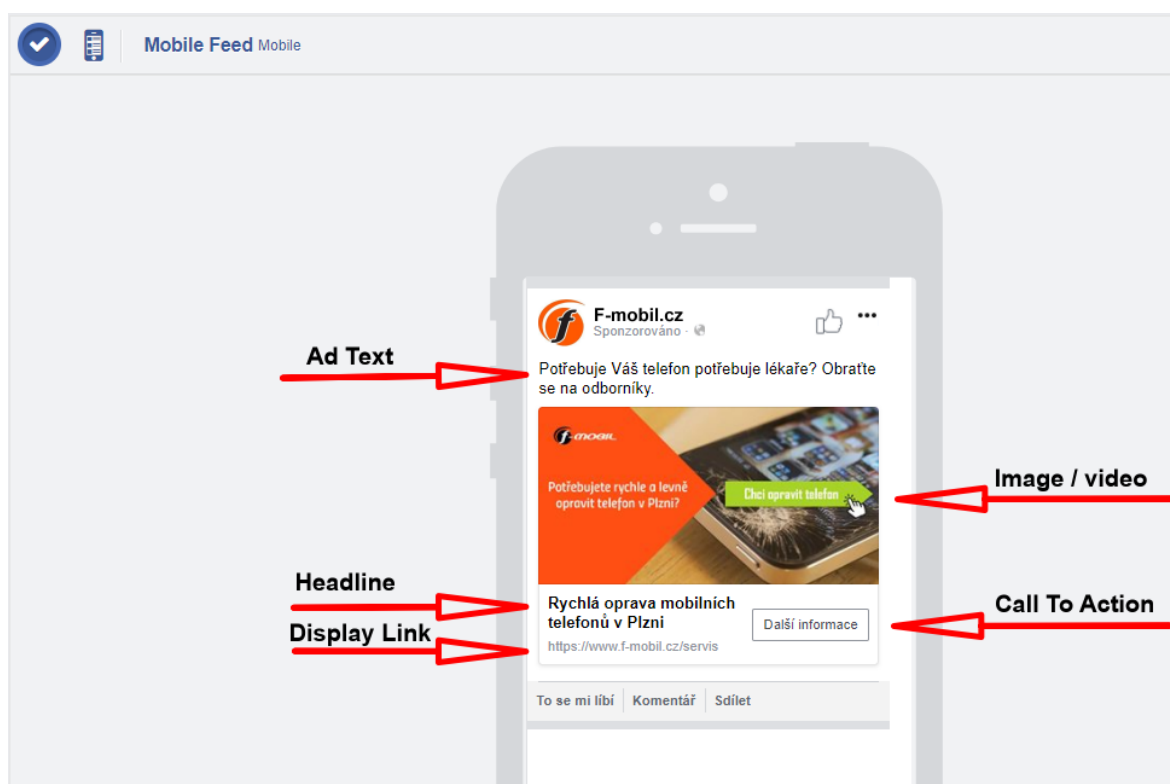 Mobile Feed Mobile
F-mobil.cz
Sponzorováno ·
Ad Text
Potřebuje Váš telefon potřebuje lékaře? Obraťte
se na odborníky.
f-MOBIL
Potřebujete rychle a levně
opravit telefon v Plzni?
Chci opravit telefon
Image / video
Headline
Rychlá oprava mobilních
telefonů v Plzni
Call To Action
Další informace
Display Link
https://www.f-mobil.cz/servis
To se mi líbí Komentář Sdílet